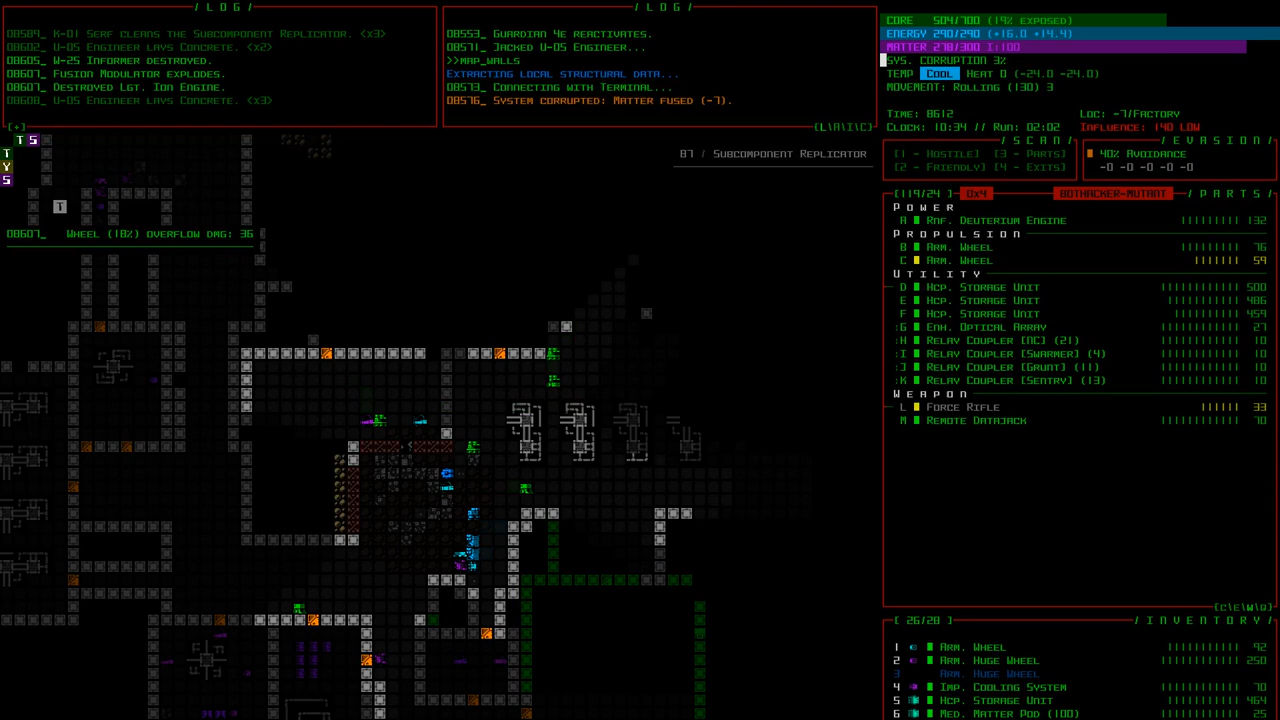 / LOG /
08589_ K-01 Serf cleans the Subcomponent Replicator. <x3>
08602_ U-05 Engineer lays Concrete. <x2>
08605_ W-25 Informer destroyed.
08607_ Fusion Modulator explodes.
08607_ Destroyed Lgt. Ion Engine.
08608_ U-05 Engineer lays Concrete. <x3>
[+]
/ LOG /
08553_ Guardian 4E reactivates.
08571_ Jacked U-05 Engineer...
>>map_walls
Extracting local structural data...
08573_ Connecting with Terminal...
08576_ System corrupted: Matter fused (-7).
[L\A\I\C]
Core 504/700 (19% exposed)
Energy 290/290 (+16.0 +14.4)
Matter 278/300 I:100
Sys. Corruption 3%
Temp Cool Heat 0 (-24.0 -24.0)
Movement: Rolling (130) 3
Time: 8612 Loc: -7/Factory
Clock: 10:34 // Run: 02:02 Influence: 140 LOW
/ SCAN /
[1 - Hostile] [3 - Parts]
[2 - Friendly] [4 - Exits]
/ EVASION /
40% Avoidance
-0 -0 -0 -0 -0
T S
T
Y
S
T
87 / Subcomponent Replicator
08607_ Wheel (18%) overflow dmg: 36
[119/24] 0x4 BOTHACKER-MUTANT / PARTS /
Power
A Rnf. Deuterium Engine 132
Propulsion
B Arm. Wheel 76
C Arm. Wheel 59
Utility
D Hcp. Storage Unit 500
E Hcp. Storage Unit 486
F Hcp. Storage Unit 459
:G Enh. Optical Array 27
:H Relay Coupler [NC] (21) 10
:I Relay Coupler [Swarmer] (4) 10
:J Relay Coupler [Grunt] (11) 10
:K Relay Coupler [Sentry] (13) 10
Weapon
L Force Rifle 33
M Remote Datajack 70
[C\E\W\Q]
[ 26/28 ] / INVENTORY /
1 Arm. Wheel 92
2 Arm. Huge Wheel 250
3 Arm. Huge Wheel
4 Imp. Cooling System 70
5 Hcp. Storage Unit 464
6 Med. Matter Pod (100) 25